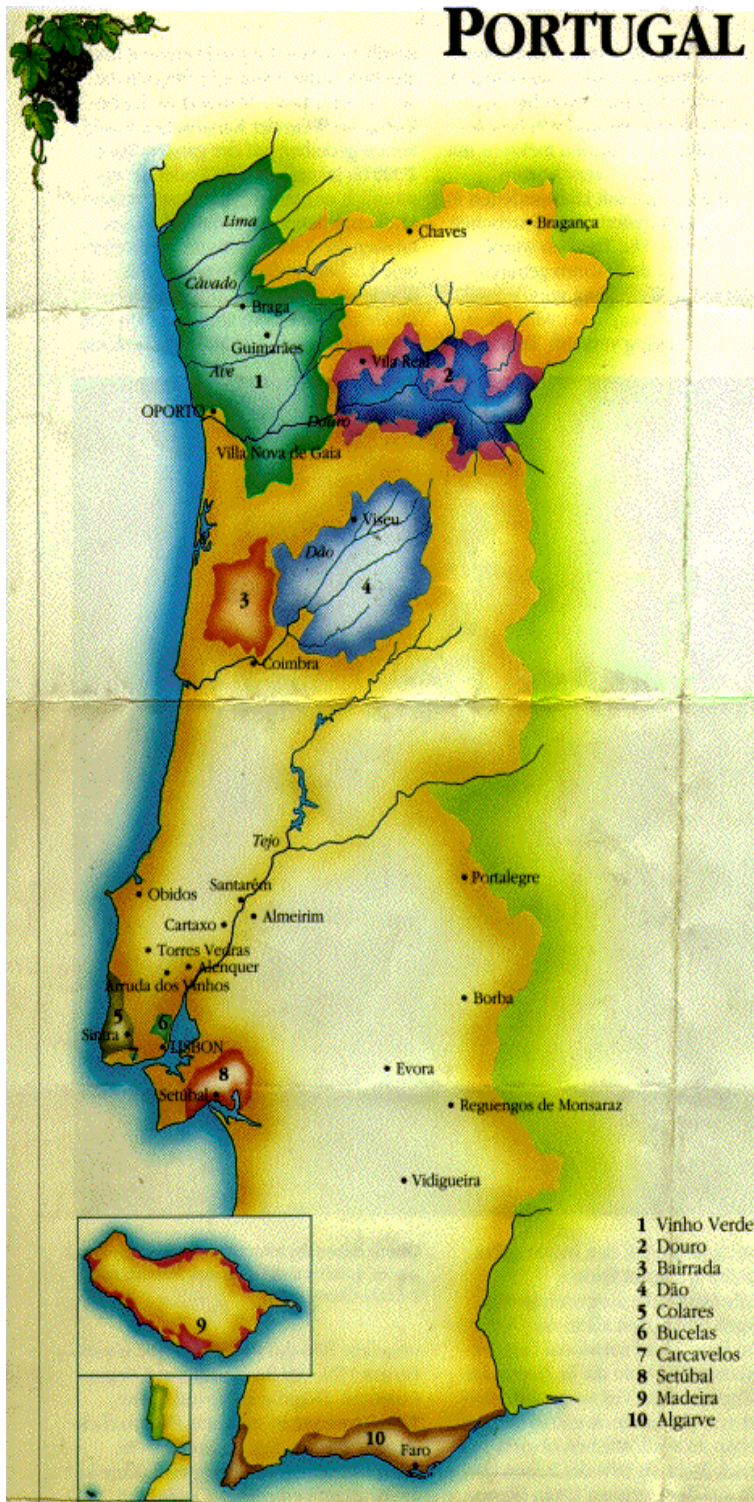 PORTUGAL
Lima
Chaves
Bragança
Càvado
Braga
Guimarães
Ave
1
Vila Real
2
OPORTO
Douro
Villa Nova de Gaia
Viseu
Dão
3
4
Coimbra
Tejo
Portalegre
Obidos
Santarém
Cartaxo
Almeirim
Torres Vedras
Alenquer
Arruda dos Vinhos
Borba
5
6
Sintra
LISBON
7
8
Setúbal
Evora
Reguengos de Monsaraz
Vidigueira
9
10
Faro
1 Vinho Verde
2 Douro
3 Bairrada
4 Dão
5 Colares
6 Bucelas
7 Carcavelos
8 Setúbal
9 Madeira
10 Algarve